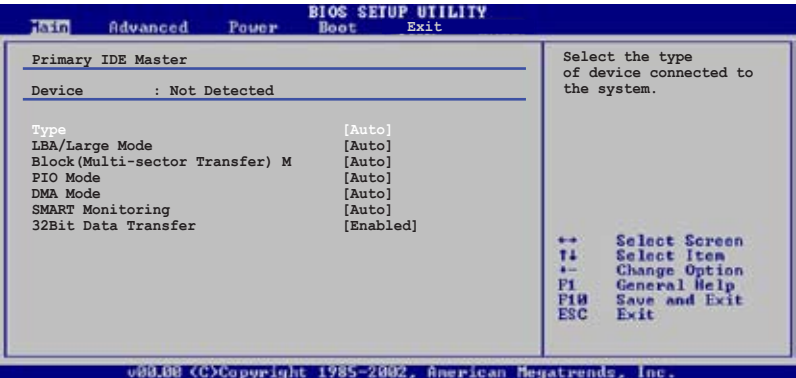 BIOS SETUP UTILITY
Main Advanced Power Boot Exit
Primary IDE Master
Device : Not Detected
Type [Auto]
LBA/Large Mode [Auto]
Block(Multi-sector Transfer) M [Auto]
PIO Mode [Auto]
DMA Mode [Auto]
SMART Monitoring [Auto]
32Bit Data Transfer [Enabled]
Select the type
of device connected to
the system.
↔ Select Screen
↑↓ Select Item
+- Change Option
F1 General Help
F10 Save and Exit
ESC Exit
v00.00 (C)Copyright 1985-2002, American Megatrends, Inc.